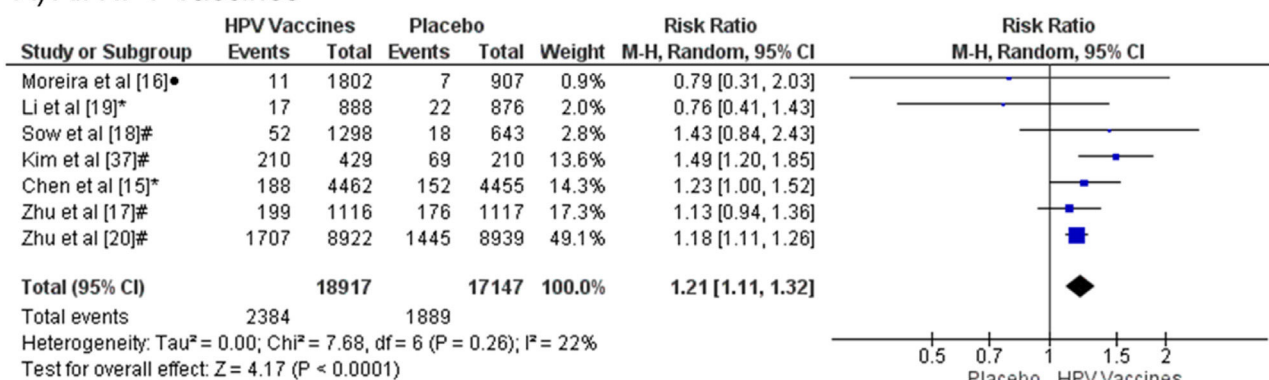 HPV Vaccines Placebo Risk Ratio Risk Ratio
Study or Subgroup Events Total Events Total Weight M-H, Random, 95% CI M-H, Random, 95% CI
Moreira et al [16]● 11 1802 7 907 0.9% 0.79 [0.31, 2.03]
Li et al [19]* 17 888 22 876 2.0% 0.76 [0.41, 1.43]
Sow et al [18]# 52 1298 18 643 2.8% 1.43 [0.84, 2.43]
Kim et al [37]# 210 429 69 210 13.6% 1.49 [1.20, 1.85]
Chen et al [15]* 188 4462 152 4455 14.3% 1.23 [1.00, 1.52]
Zhu et al [17]# 199 1116 176 1117 17.3% 1.13 [0.94, 1.36]
Zhu et al [20]# 1707 8922 1445 8939 49.1% 1.18 [1.11, 1.26]
Total (95% CI) 18917 17147 100.0% 1.21 [1.11, 1.32]
Total events 2384 1889
Heterogeneity: Tau² = 0.00; Chi² = 7.68, df = 6 (P = 0.26); I² = 22%
Test for overall effect: Z = 4.17 (P < 0.0001)
0.5 0.7 1 1.5 2
Placebo HPV Vaccines